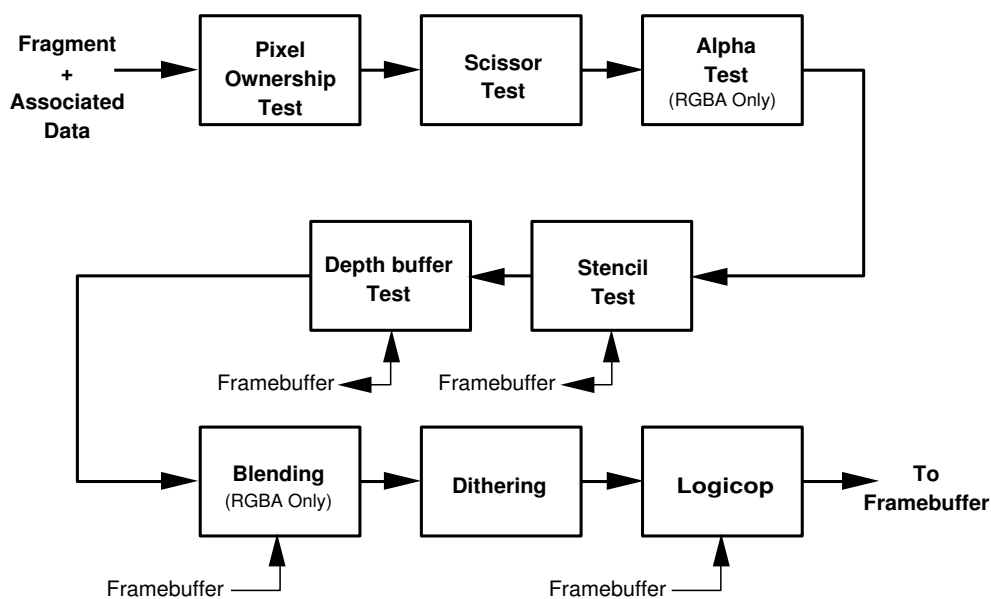 Fragment
+
Associated
Data
Pixel
Ownership
Test
Scissor
Test
Alpha
Test
(RGBA Only)
Depth buffer
Test
Stencil
Test
Framebuffer
Framebuffer
Blending
(RGBA Only)
Dithering
Logicop
To
Framebuffer
Framebuffer
Framebuffer